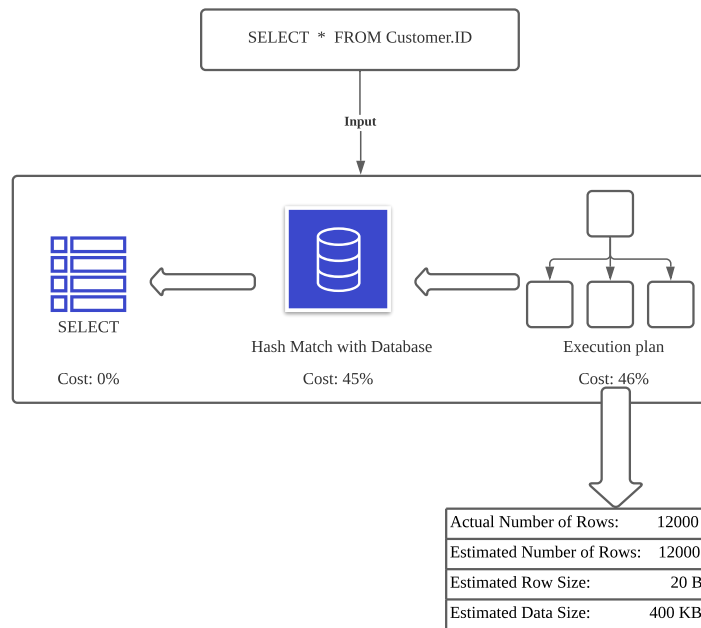 SELECT * FROM Customer.ID
Input
SELECT
Hash Match with Database
Execution plan
Cost: 0%
Cost: 45%
Cost: 46%
Actual Number of Rows: 12000
Estimated Number of Rows: 12000
Estimated Row Size: 20 B
Estimated Data Size: 400 KB